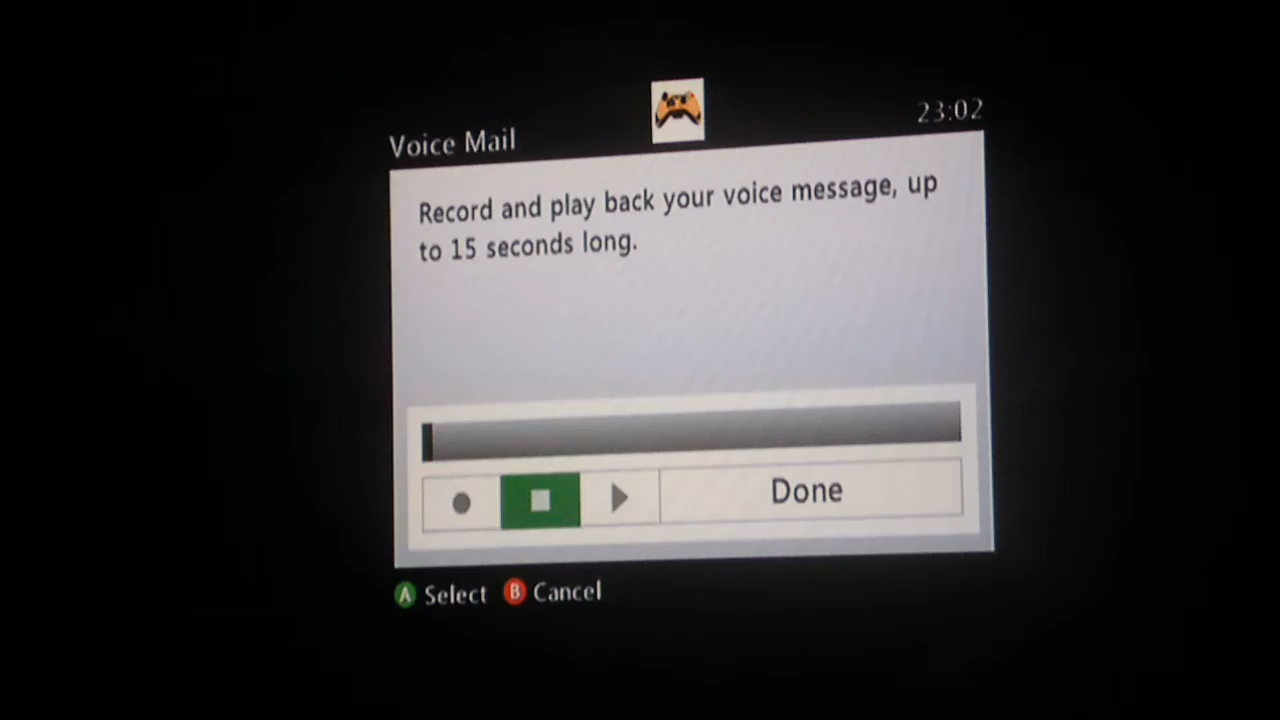 Voice Mail
23:02
Record and play back your voice message, up
to 15 seconds long.
Done
A Select B Cancel